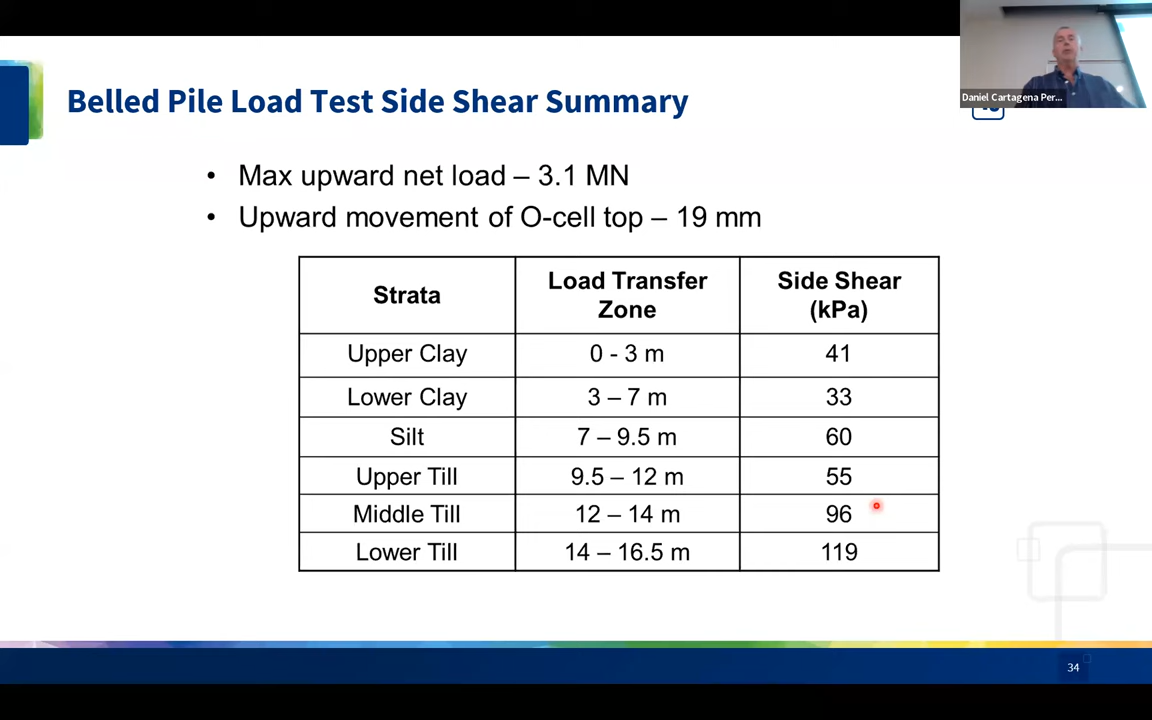 Belled Pile Load Test Side Shear Summary
Daniel Cartagena Per...
• Max upward net load – 3.1 MN
• Upward movement of O-cell top – 19 mm
Strata Load Transfer Zone Side Shear (kPa)
Upper Clay 0 - 3 m 41
Lower Clay 3 – 7 m 33
Silt 7 – 9.5 m 60
Upper Till 9.5 – 12 m 55
Middle Till 12 – 14 m 96
Lower Till 14 – 16.5 m 119
34